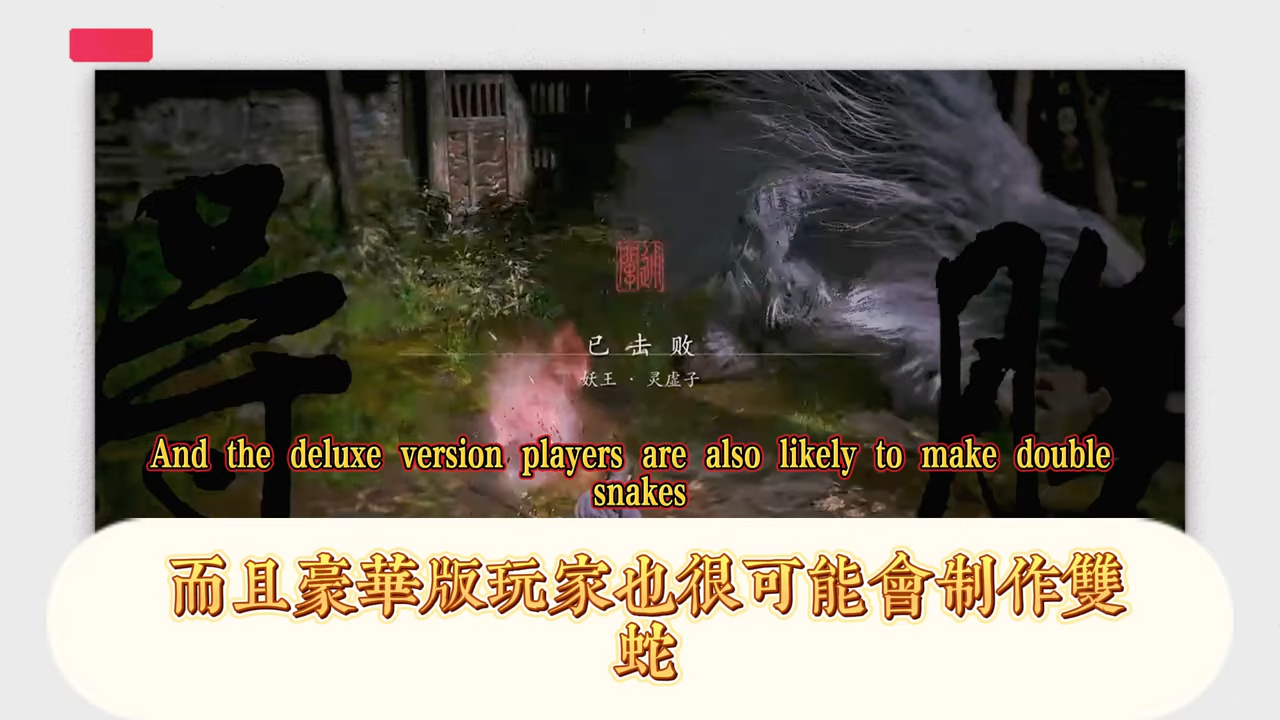 已击败
妖王·灵虚子
And the deluxe version players are also likely to make double
snakes
而且豪華版玩家也很可能會制作雙
蛇